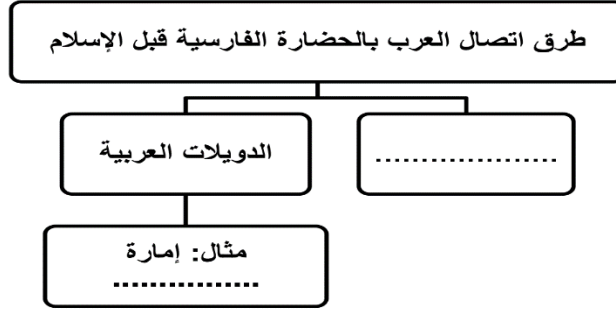 طرق اتصال العرب بالحضارة الفارسية قبل الإسلام
....................
الدويلات العربية
مثال: إمارة
................